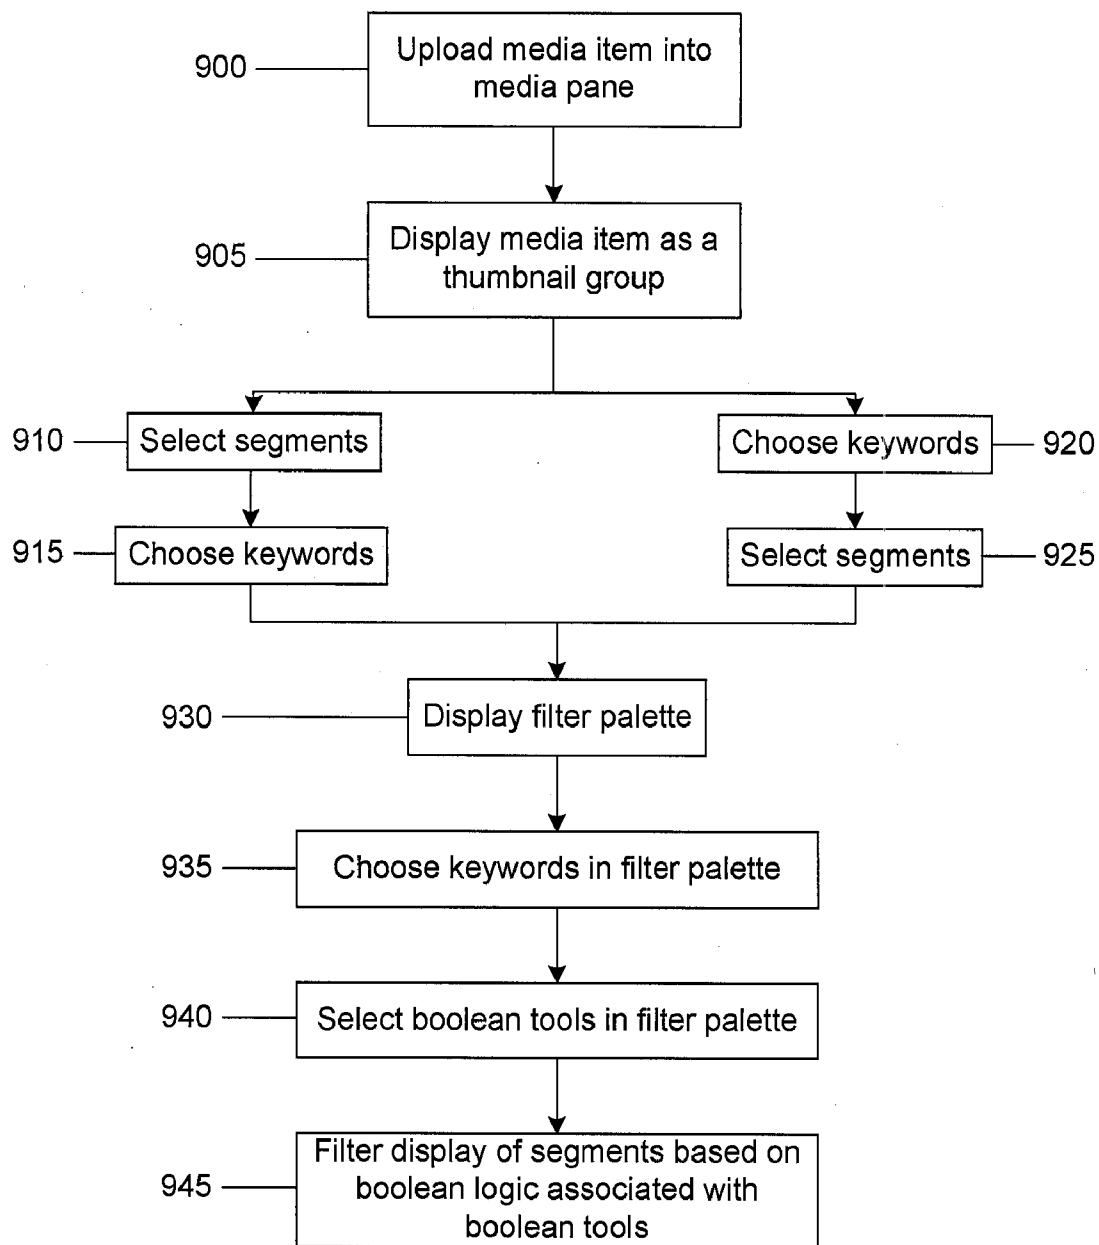 900
Upload media item into
media pane
905
Display media item as a
thumbnail group
910
Select segments
Choose keywords
920
915
Choose keywords
Select segments
925
930
Display filter palette
935
Choose keywords in filter palette
940
Select boolean tools in filter palette
945
Filter display of segments based on
boolean logic associated with
boolean tools